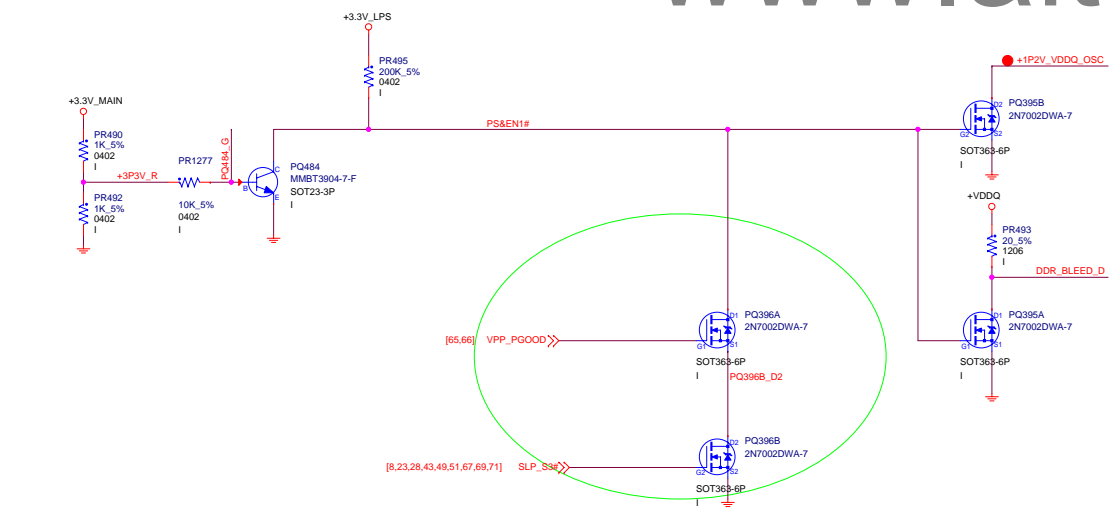 +3.3V_LPS
PR495
200K_5%
0402
I
+3.3V_MAIN
PR490
1K_5%
0402
I
+3P3V_R
PR492
1K_5%
0402
I
PR1277
10K_5%
0402
I
PQ484_G
B
C
E
PQ484
MMBT3904-7-F
SOT23-3P
I
PS&EN1#
+1P2V_VDDQ_OSC
D2
G2
S2
PQ395B
2N7002DWA-7
SOT363-6P
I
+VDDQ
PR493
20_5%
1206
I
DDR_BLEED_D
D1
G1
S1
PQ395A
2N7002DWA-7
SOT363-6P
I
[65,66] VPP_PGOOD
D1
G1
S1
PQ396A
2N7002DWA-7
SOT363-6P
I
PQ396B_D2
[8,23,28,43,49,51,67,69,71] SLP_S3#
D2
G2
S2
PQ396B
2N7002DWA-7
SOT363-6P
I